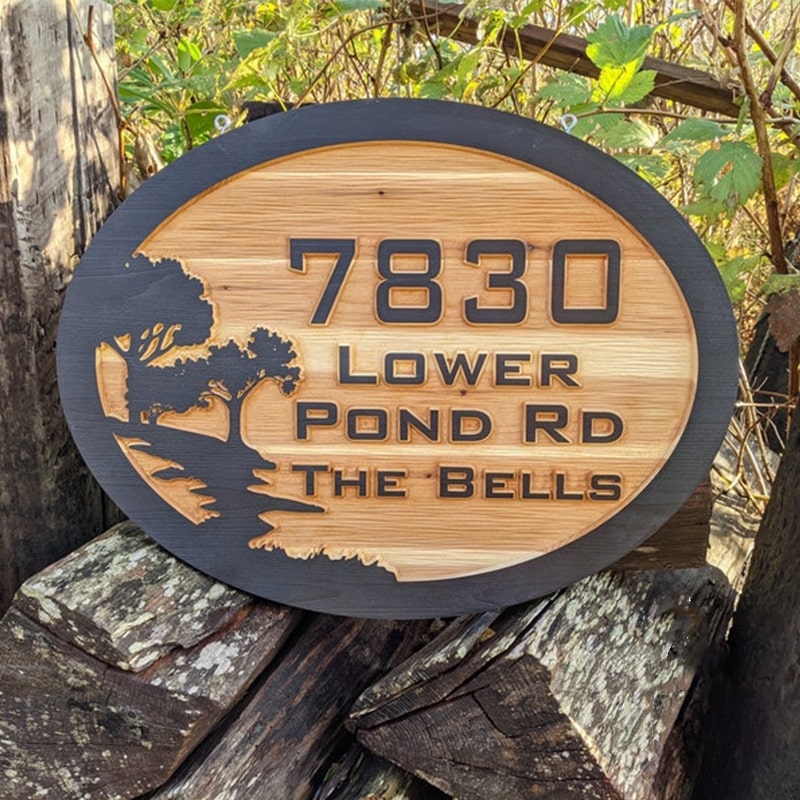 7830
Lower
Pond Rd
The Bells